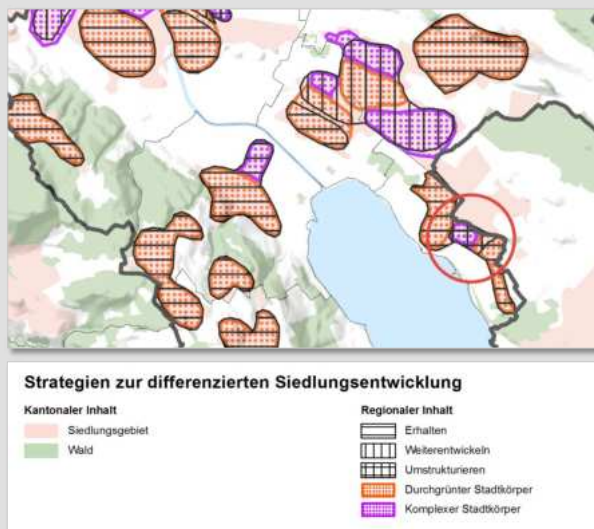 Strategien zur differenzierten Siedlungsentwicklung
Kantonaler Inhalt
Siedlungsgebiet
Wald
Regionaler Inhalt
Erhalten
Weiterentwickeln
Umstrukturieren
Durchgrünter Stadtkörper
Komplexer Stadtkörper